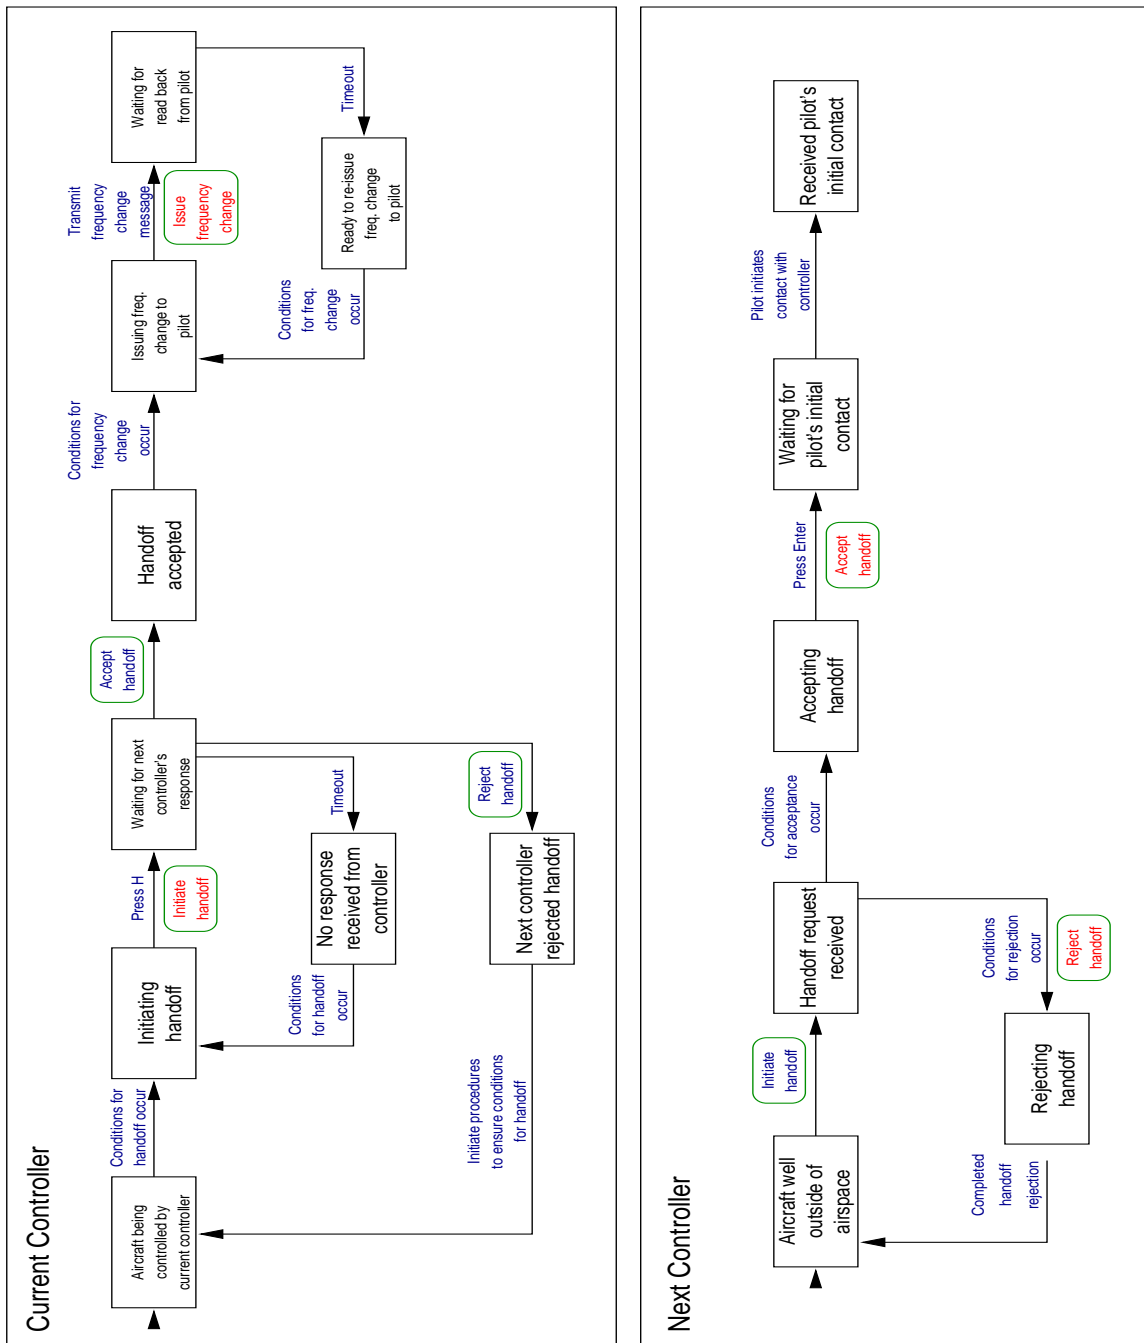 Current Controller
Aircraft being
controlled by
current controller
Conditions for
handoff occur
Initiating
handoff
Press H
Initiate
handoff
Waiting for next
controller's
response
Accept
handoff
Handoff
accepted
Conditions for
frequency
change
occur
Issuing freq.
change to
pilot
Transmit
frequency
change
message
Issue
frequency
change
Waiting for
read back
from pilot
Timeout
Ready to re-issue
freq. change
to pilot
Conditions
for freq.
change
occur
Timeout
No response
received from
controller
Conditions
for handoff
occur
Reject
handoff
Next controller
rejected handoff
Initiate procedures
to ensure conditions
for handoff
Next Controller
Aircraft well
outside of
airspace
Initiate
handoff
Handoff request
received
Conditions
for acceptance
occur
Accepting
handoff
Press Enter
Accept
handoff
Waiting for
pilot's initial
contact
Pilot initiates
contact with
controller
Received pilot's
initial contact
Conditions
for rejection
occur
Reject
handoff
Rejecting
handoff
Completed
handoff
rejection